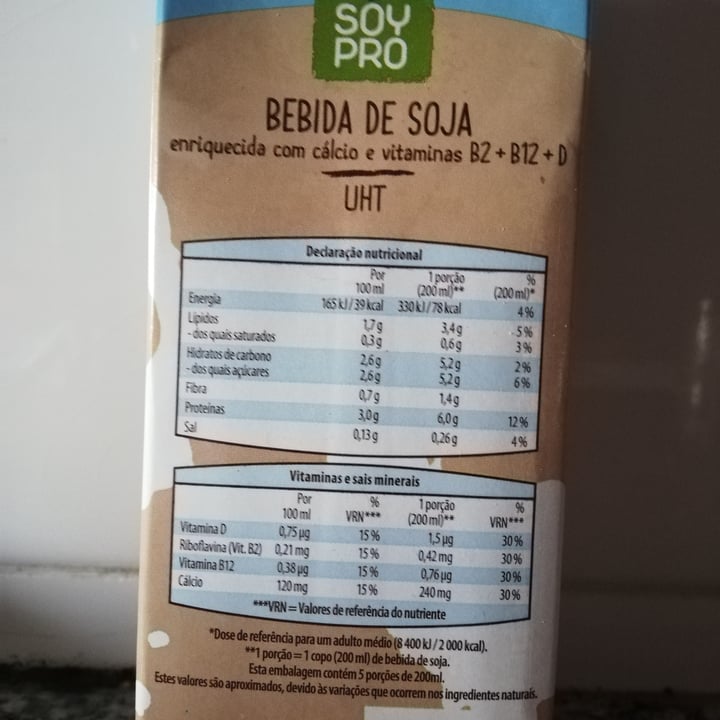 SOY
PRO
BEBIDA DE SOJA
enriquecida com cálcio e vitaminas B2 + B12 + D
UHT
Declaração nutricional
Por 100 ml 1 porção (200 ml)** % (200 ml)*
Energia 165 kJ / 39 kcal 330 kJ / 78 kcal 4%
Lípidos 1,7 g 3,4 g 5%
- dos quais saturados 0,3 g 0,6 g 3%
Hidratos de carbono 2,6 g 5,2 g 2%
- dos quais açúcares 2,6 g 5,2 g 6%
Fibra 0,7 g 1,4 g
Proteínas 3,0 g 6,0 g 12%
Sal 0,13 g 0,26 g 4%
Vitaminas e sais minerais
Por 100 ml % VRN*** 1 porção (200 ml)** % VRN***
Vitamina D 0,75 µg 15% 1,5 µg 30%
Riboflavina (Vit. B2) 0,21 mg 15% 0,42 mg 30%
Vitamina B12 0,38 µg 15% 0,76 µg 30%
Cálcio 120 mg 15% 240 mg 30%
***VRN = Valores de referência do nutriente
*Dose de referência para um adulto médio (8 400 kJ / 2 000 kcal).
**1 porção = 1 copo (200 ml) de bebida de soja.
Esta embalagem contém 5 porções de 200ml.
Estes valores são aproximados, devido às variações que ocorrem nos ingredientes naturais.